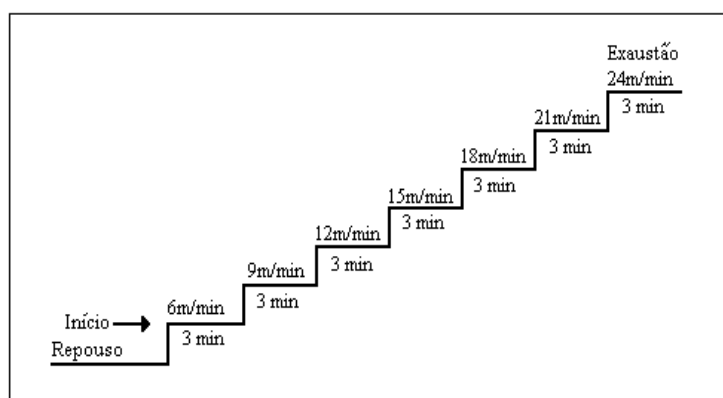 Exaustão
24m/min
3 min
21m/min
3 min
18m/min
3 min
15m/min
3 min
12m/min
3 min
9m/min
3 min
6m/min
Início
3 min
Repouso